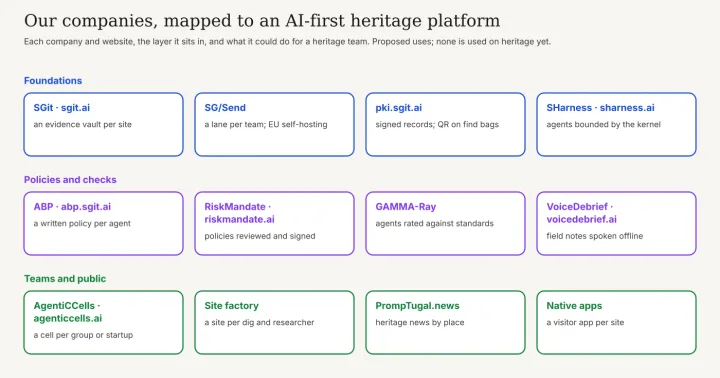 Our companies, mapped to an AI-first heritage platform
Each company and website, the layer it sits in, and what it could do for a heritage team. Proposed uses; none is used on heritage yet.
Foundations
SGit · sgit.ai
an evidence vault per site
SG/Send
a lane per team; EU self-hosting
pki.sgit.ai
signed records; QR on find bags
SHarness · sharness.ai
agents bounded by the kernel
Policies and checks
ABP · abp.sgit.ai
a written policy per agent
RiskMandate ·
riskmandate.ai
policies reviewed and signed
GAMMA-Ray
agents rated against standards
VoiceDebrief ·
voicedebrief.ai
field notes spoken offline
Teams and public
AgentiCCells ·
agenticcells.ai
a cell per group or startup
Site factory
a site per dig and researcher
PrompTugal.news
heritage news by place
Native apps
a visitor app per site